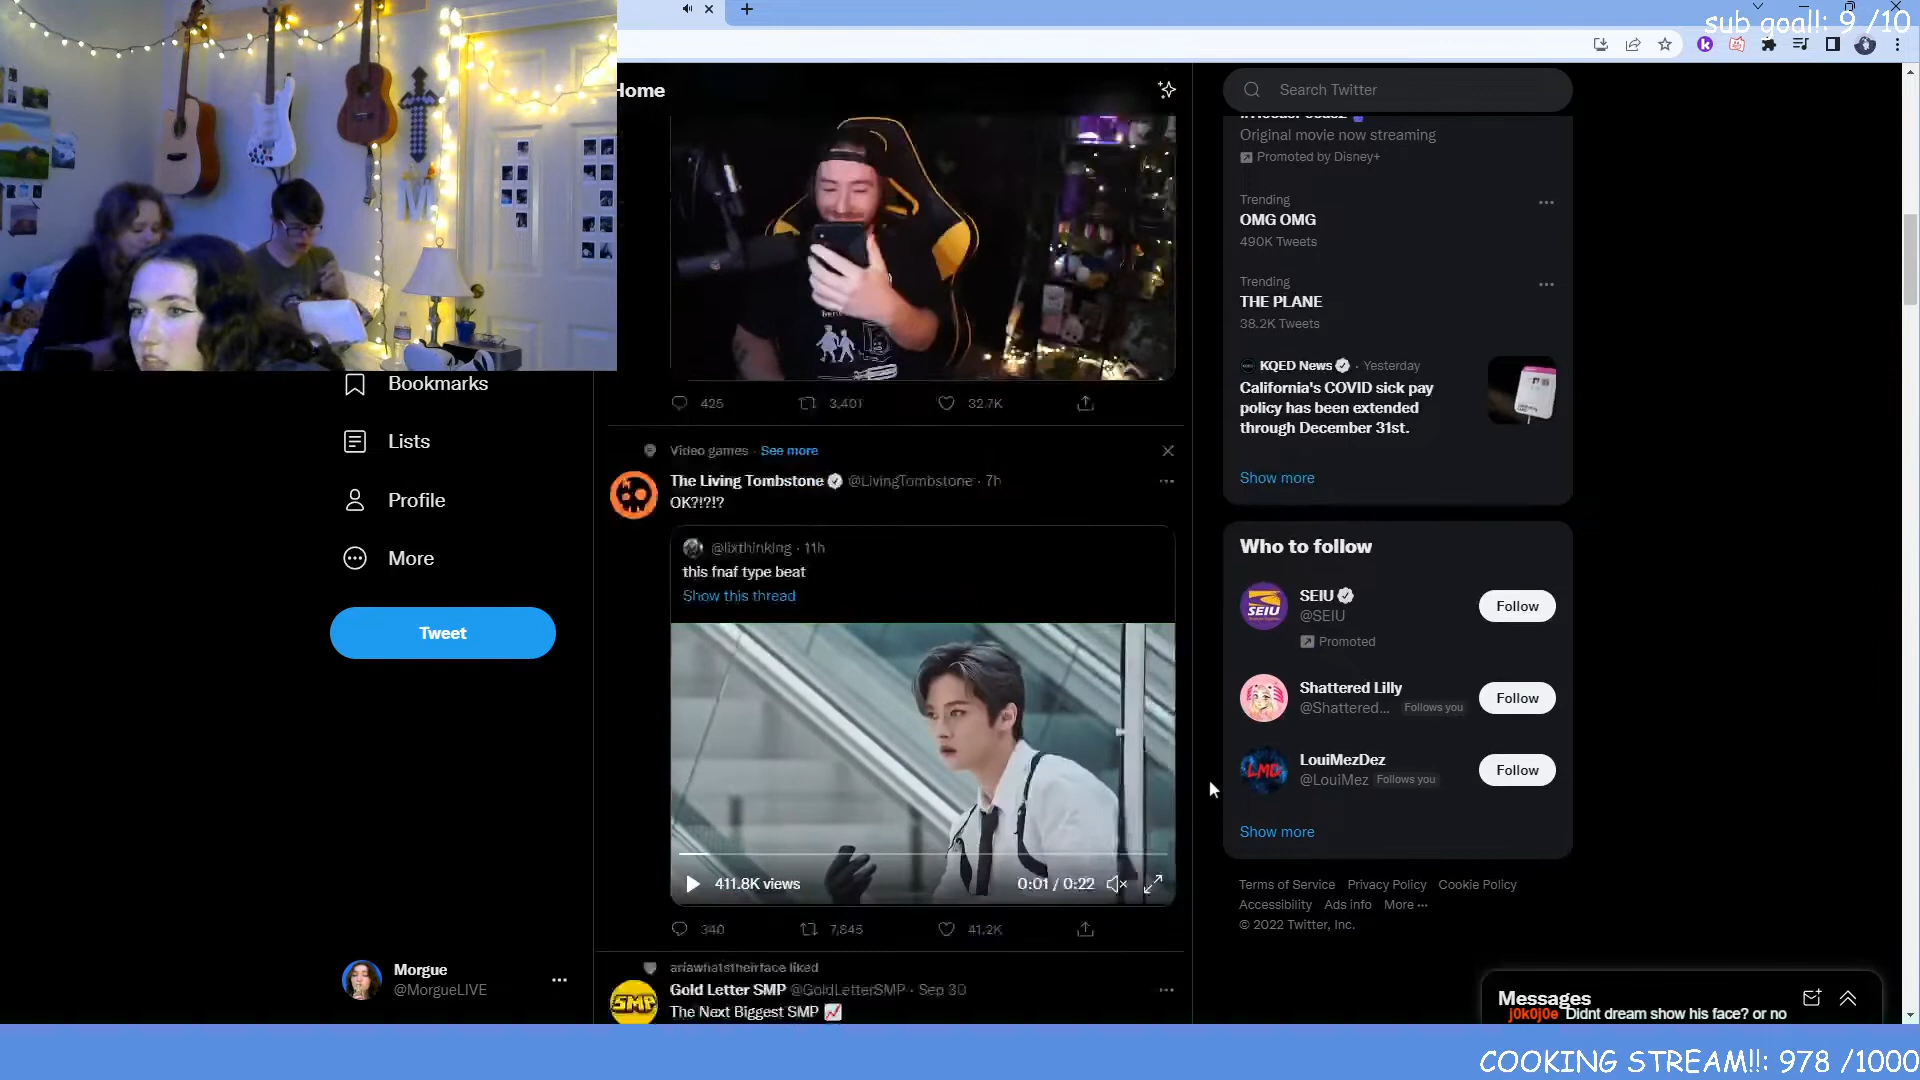 sub goal!: 9 /10
Home
Search Twitter
Original movie now streaming
Promoted by Disney+
Trending
OMG OMG
490K Tweets
Trending
THE PLANE
38.2K Tweets
KQED News · Yesterday
California's COVID sick pay
policy has been extended
through December 31st.
Show more
Bookmarks
Lists
Profile
More
Tweet
425
3,401
32.7K
Video games · See more
The Living Tombstone @LivingTombstone · 7h
OK?!?!?
@lixthinking · 11h
this fnaf type beat
Show this thread
411.8K views
0:01 / 0:22
340
7,845
41.2K
ariawhatstheirface liked
Gold Letter SMP @GoldLetterSMP · Sep 30
The Next Biggest SMP
SMP
Who to follow
SEIU
@SEIU
Promoted
Follow
Shattered Lilly
@Shattered... Follows you
Follow
LouiMezDez
@LouiMez Follows you
Follow
Show more
Terms of Service Privacy Policy Cookie Policy
Accessibility Ads info More ···
© 2022 Twitter, Inc.
Morgue
@MorgueLIVE
Messages
j0k0j0e Didnt dream show his face? or no
COOKING STREAM!!: 978 /1000